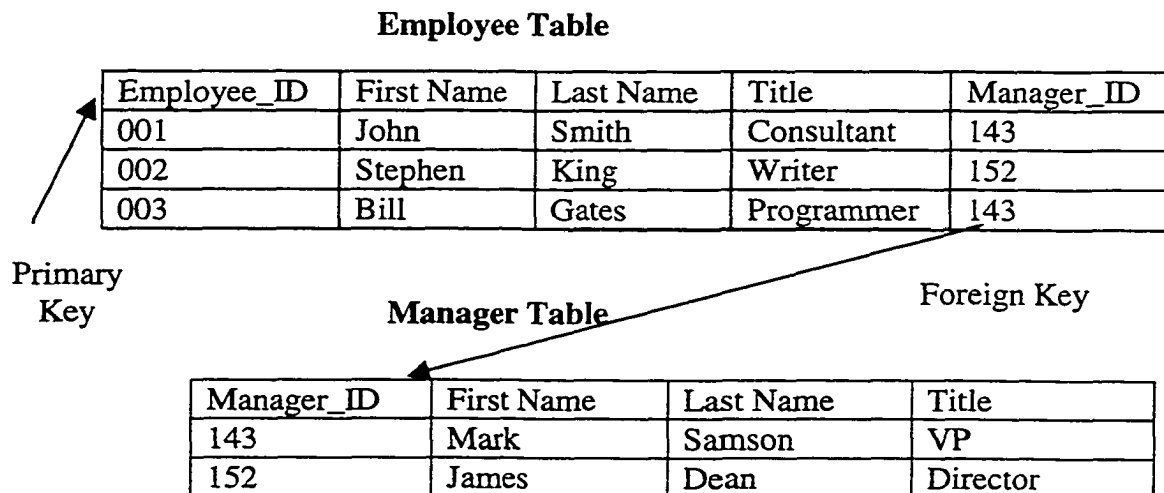 Employee Table
Employee_ID First Name Last Name Title Manager_ID
001 John Smith Consultant 143
002 Stephen King Writer 152
003 Bill Gates Programmer 143
Primary
Key
Foreign Key
Manager Table
Manager_ID First Name Last Name Title
143 Mark Samson VP
152 James Dean Director